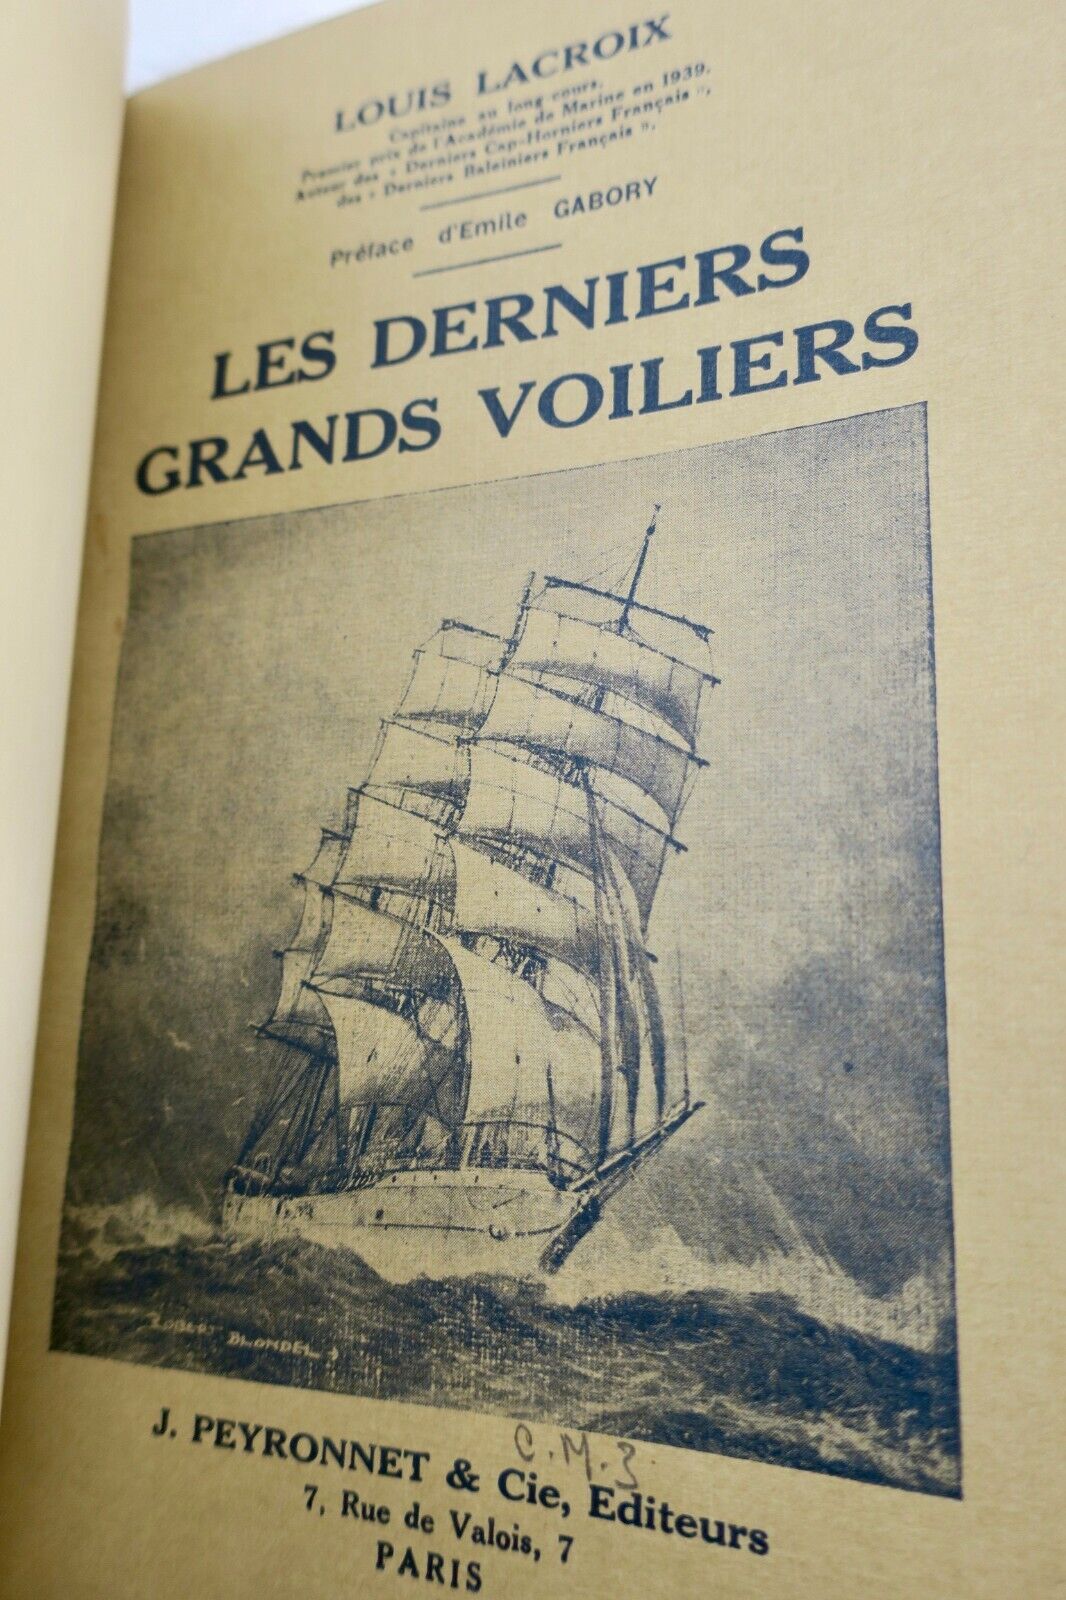 LOUIS LACROIX
Capitaine au long-cours,
Premier prix de l'Académie de Marine en 1939.
Auteur des « Derniers Cap-Horniers Français »,
des « Derniers Baleiniers Français ».
Préface d'Emile GABORY
LES DERNIERS
GRANDS VOILIERS
ROBERT BLONDEL
C.M.3.
J. PEYRONNET & Cie, Editeurs
7, Rue de Valois, 7
PARIS